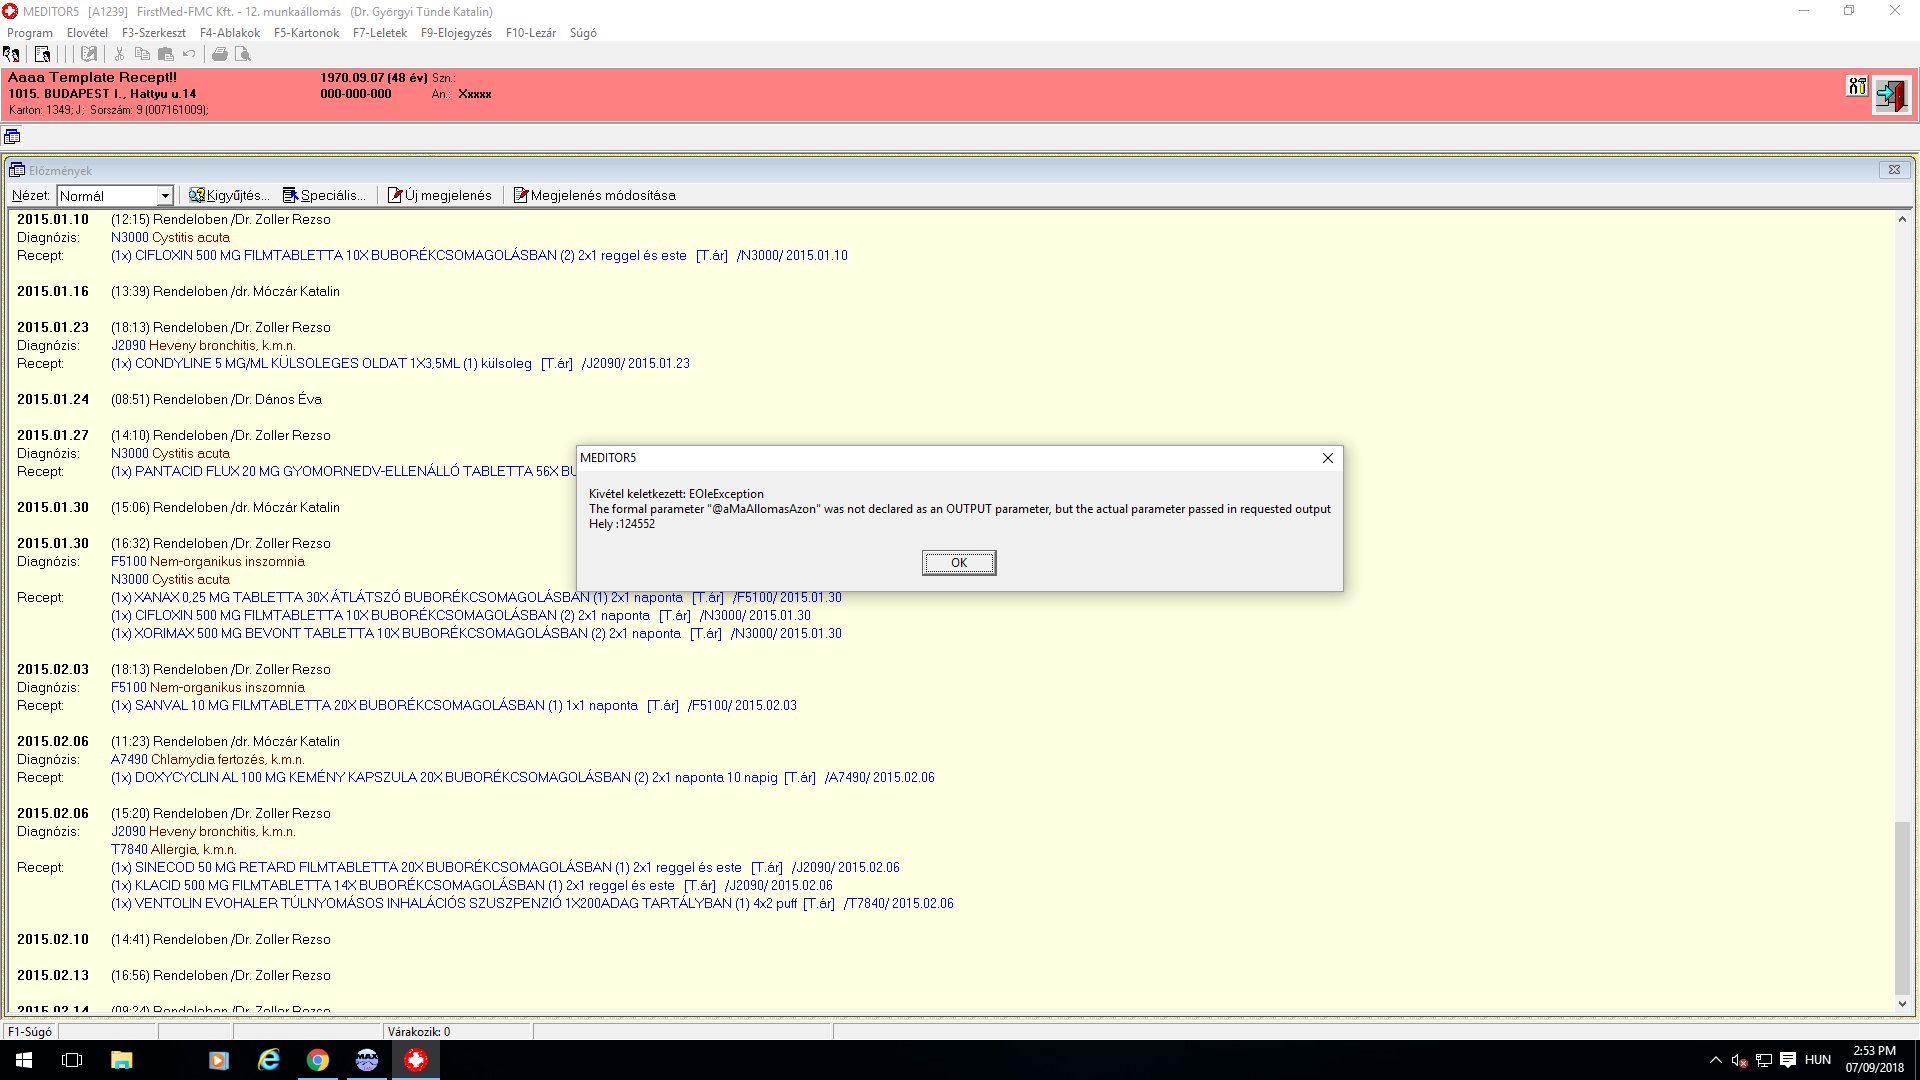 MEDITOR5 [A1239] FirstMed-FMC Kft. - 12. munkaállomás (Dr. Györgyi Tünde Katalin)
Program Elovétel F3-Szerkeszt F4-Ablakok F5-Kartonok F7-Leletek F9-Elojegyzés F10-Lezár Súgó
Aaaa Template Recept!! 1970.09.07 (48 év) Szn.:
1015. BUDAPEST I., Hattyu u.14 000-000-000 An.: Xxxxx
Karton: 1349; J; Sorszám: 9 (007161009);
Előzmények
Nézet: Normál Kigyűjtés... Speciális... Új megjelenés Megjelenés módosítása
2015.01.10 (12:15) Rendeloben /Dr. Zoller Rezso
Diagnózis: N3000 Cystitis acuta
Recept: (1x) CIFLOXIN 500 MG FILMTABLETTA 10X BUBORÉKCSOMAGOLÁSBAN (2) 2x1 reggel és este [T.ár] /N3000/ 2015.01.10
2015.01.16 (13:39) Rendeloben /dr. Móczár Katalin
2015.01.23 (18:13) Rendeloben /Dr. Zoller Rezso
Diagnózis: J2090 Heveny bronchitis, k.m.n.
Recept: (1x) CONDYLINE 5 MG/ML KÜLSOLEGES OLDAT 1X3,5ML (1) külsoleg [T.ár] /J2090/ 2015.01.23
2015.01.24 (08:51) Rendeloben /Dr. Dános Éva
2015.01.27 (14:10) Rendeloben /Dr. Zoller Rezso
Diagnózis: N3000 Cystitis acuta
Recept: (1x) PANTACID FLUX 20 MG GYOMORNEDV-ELLENÁLLÓ TABLETTA 56X BU
2015.01.30 (15:06) Rendeloben /dr. Móczár Katalin
2015.01.30 (16:32) Rendeloben /Dr. Zoller Rezso
Diagnózis: F5100 Nem-organikus inszomnia
N3000 Cystitis acuta
Recept: (1x) XANAX 0,25 MG TABLETTA 30X ÁTLÁTSZÓ BUBORÉKCSOMAGOLÁSBAN (1) 2x1 naponta [T.ár] /F5100/ 2015.01.30
(1x) CIFLOXIN 500 MG FILMTABLETTA 10X BUBORÉKCSOMAGOLÁSBAN (2) 2x1 naponta [T.ár] /N3000/ 2015.01.30
(1x) XORIMAX 500 MG BEVONT TABLETTA 10X BUBORÉKCSOMAGOLÁSBAN (2) 2x1 naponta [T.ár] /N3000/ 2015.01.30
2015.02.03 (18:13) Rendeloben /Dr. Zoller Rezso
Diagnózis: F5100 Nem-organikus inszomnia
Recept: (1x) SANVAL 10 MG FILMTABLETTA 20X BUBORÉKCSOMAGOLÁSBAN (1) 1x1 naponta [T.ár] /F5100/ 2015.02.03
2015.02.06 (11:23) Rendeloben /dr. Móczár Katalin
Diagnózis: A7490 Chlamydia fertozés, k.m.n.
Recept: (1x) DOXYCYCLIN AL 100 MG KEMÉNY KAPSZULA 20X BUBORÉKCSOMAGOLÁSBAN (2) 2x1 naponta 10 napig [T.ár] /A7490/ 2015.02.06
2015.02.06 (15:20) Rendeloben /Dr. Zoller Rezso
Diagnózis: J2090 Heveny bronchitis, k.m.n.
T7840 Allergia, k.m.n.
Recept: (1x) SINECOD 50 MG RETARD FILMTABLETTA 20X BUBORÉKCSOMAGOLÁSBAN (1) 2x1 reggel és este [T.ár] /J2090/ 2015.02.06
(1x) KLACID 500 MG FILMTABLETTA 14X BUBORÉKCSOMAGOLÁSBAN (1) 2x1 reggel és este [T.ár] /J2090/ 2015.02.06
(1x) VENTOLIN EVOHALER TÚLNYOMÁSOS INHALÁCIÓS SZUSZPENZIÓ 1X200ADAG TARTÁLYBAN (1) 4x2 puff [T.ár] /T7840/ 2015.02.06
2015.02.10 (14:41) Rendeloben /Dr. Zoller Rezso
2015.02.13 (16:56) Rendeloben /Dr. Zoller Rezso
2015.02.14 (09:24) Rendeloben /Dr. Zoller Rezso
MEDITOR5
Kivétel keletkezett: EOleException
The formal parameter "@aMaAllomasAzon" was not declared as an OUTPUT parameter, but the actual parameter passed in requested output
Hely :124552
OK
F1-Súgó Várakozik: 0
MAX
HUN
2:53 PM
07/09/2018